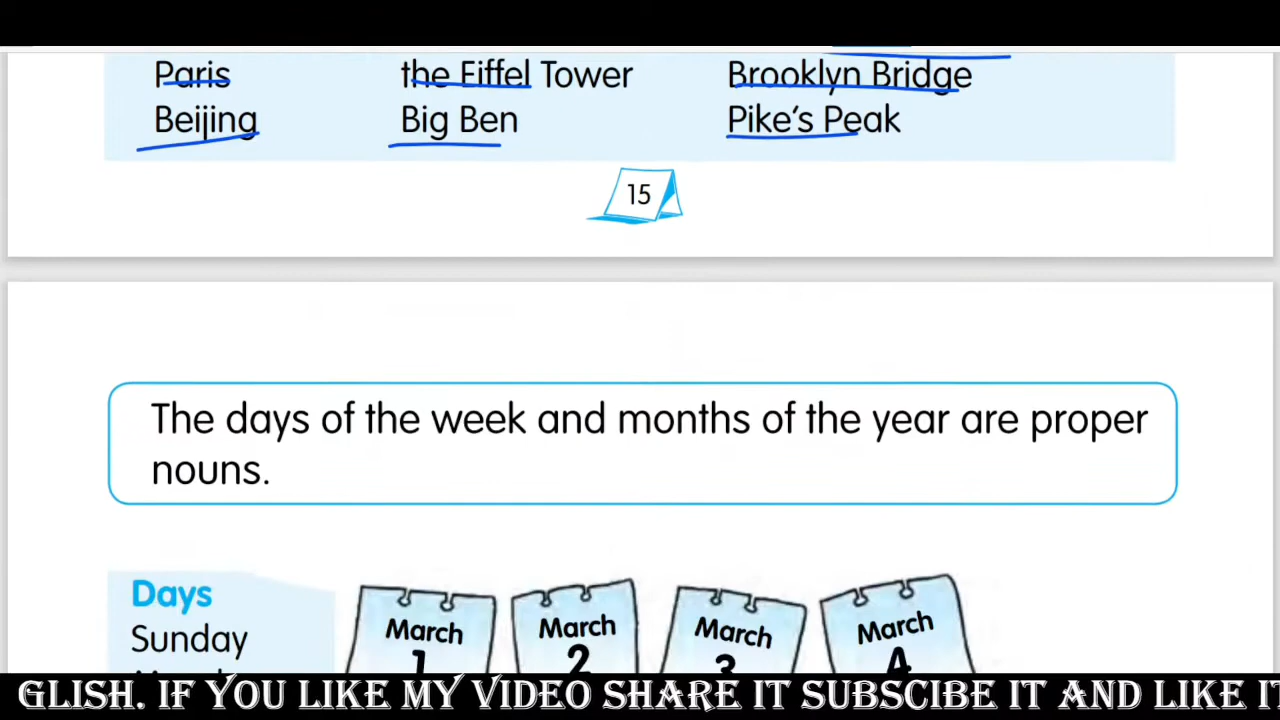 Paris the Eiffel Tower Brooklyn Bridge
Beijing Big Ben Pike's Peak
15
The days of the week and months of the year are proper
nouns.
Days
Sunday
March March March March
1 2 3 4
GLISH. IF YOU LIKE MY VIDEO SHARE IT SUBSCIBE IT AND LIKE IT